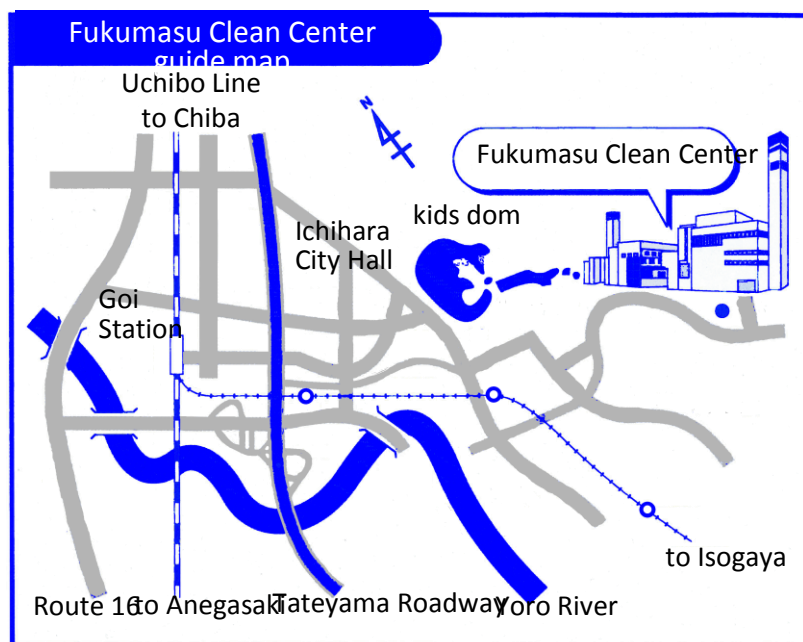 Fukumasu Clean Center
guide map
Uchibo Line
to Chiba
N
Fukumasu Clean Center
kids dom
Ichihara
City Hall
Goi
Station
to Isogaya
Route 16
to Anegasaki
Tateyama Roadway
Yoro River